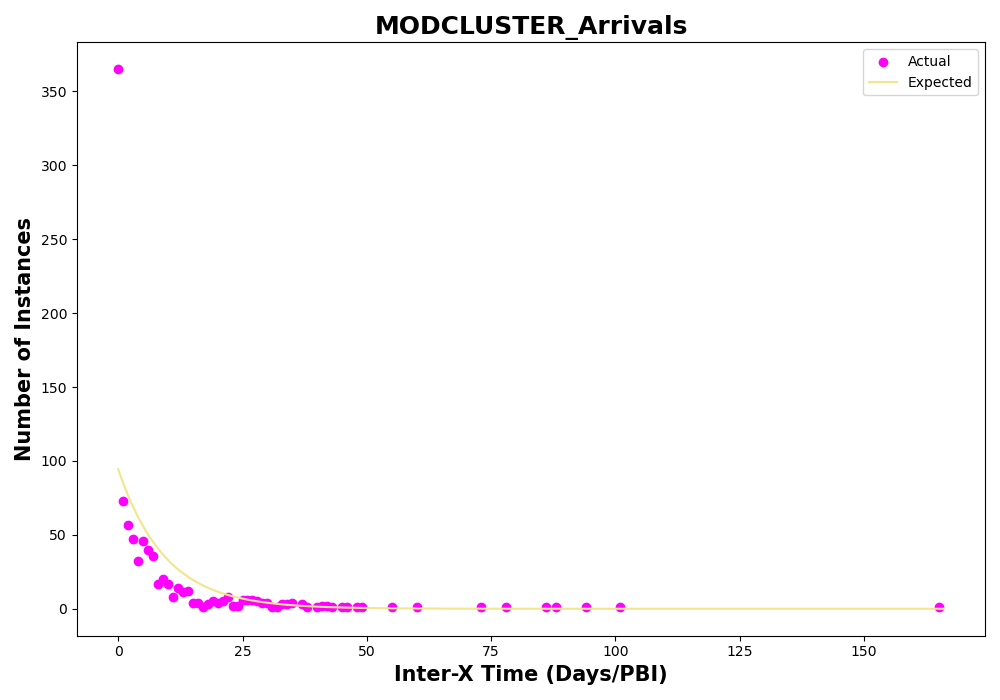 MODCLUSTER_Arrivals
Actual
Expected
Number of Instances
350
300
250
200
150
100
50
0
0 25 50 75 100 125 150
Inter-X Time (Days/PBI)